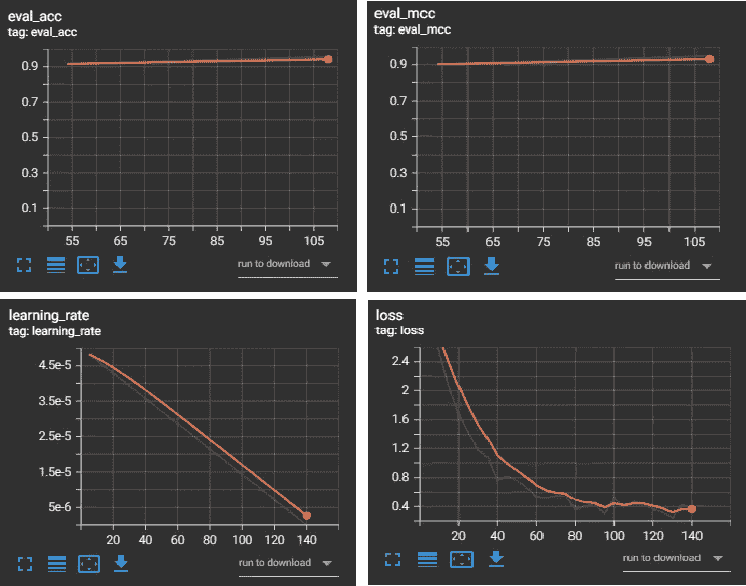 eval_acc
tag: eval_acc
0.9
0.7
0.5
0.3
0.1
55 65 75 85 95 105
run to download
eval_mcc
tag: eval_mcc
0.9
0.7
0.5
0.3
0.1
55 65 75 85 95 105
run to download
learning_rate
tag: learning_rate
4.5e-5
3.5e-5
2.5e-5
1.5e-5
5e-6
20 40 60 80 100 120 140
run to download
loss
tag: loss
2.4
2
1.6
1.2
0.8
0.4
20 40 60 80 100 120 140
run to download